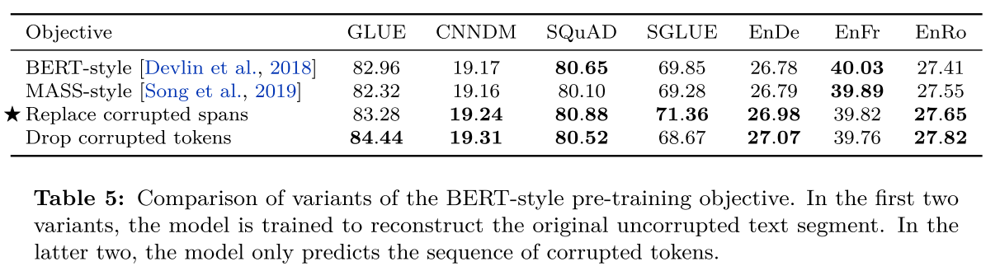 Objective GLUE CNNDM SQuAD SGLUE EnDe EnFr EnRo
BERT-style [Devlin et al., 2018] 82.96 19.17 80.65 69.85 26.78 40.03 27.41
MASS-style [Song et al., 2019] 82.32 19.16 80.10 69.28 26.79 39.89 27.55
★ Replace corrupted spans 83.28 19.24 80.88 71.36 26.98 39.82 27.65
Drop corrupted tokens 84.44 19.31 80.52 68.67 27.07 39.76 27.82
Table 5: Comparison of variants of the BERT-style pre-training objective. In the first two
variants, the model is trained to reconstruct the original uncorrupted text segment. In the
latter two, the model only predicts the sequence of corrupted tokens.